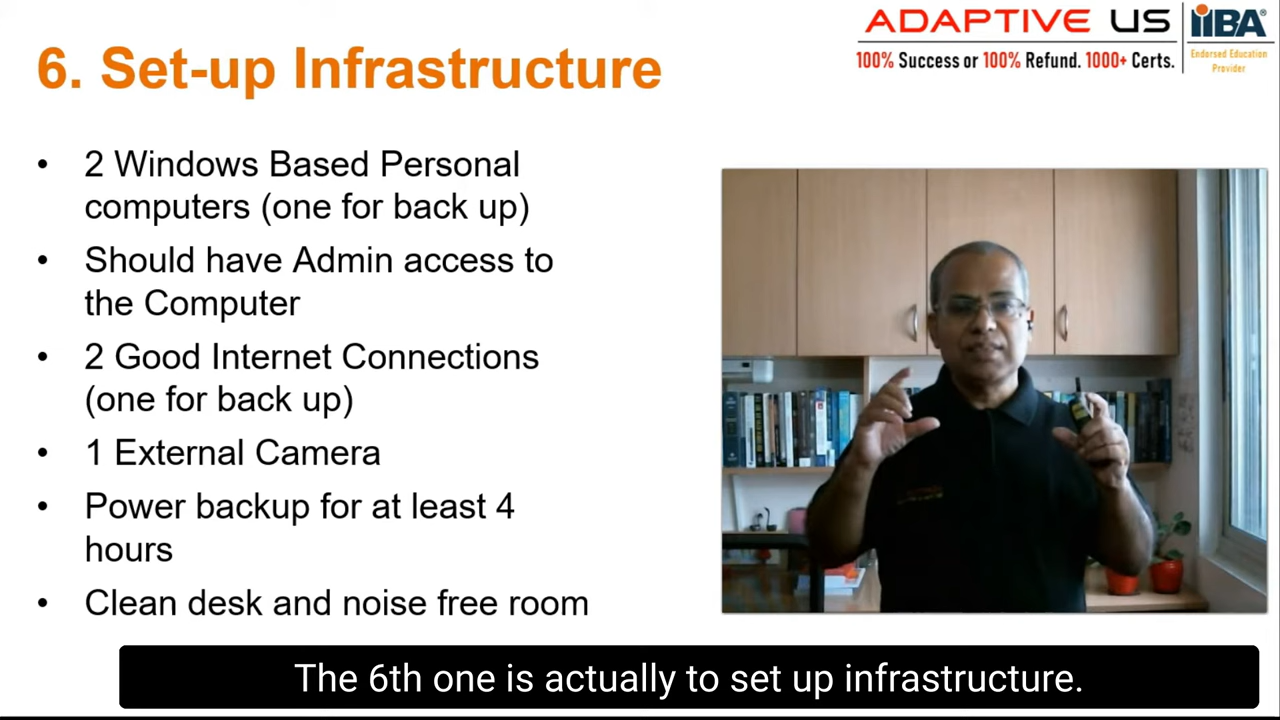 6. Set-up Infrastructure
ADAPTIVE US
100% Success or 100% Refund. 1000+ Certs.
IIBA®
Endorsed Education
Provider
• 2 Windows Based Personal
computers (one for back up)
• Should have Admin access to
the Computer
• 2 Good Internet Connections
(one for back up)
• 1 External Camera
• Power backup for at least 4
hours
• Clean desk and noise free room
The 6th one is actually to set up infrastructure.